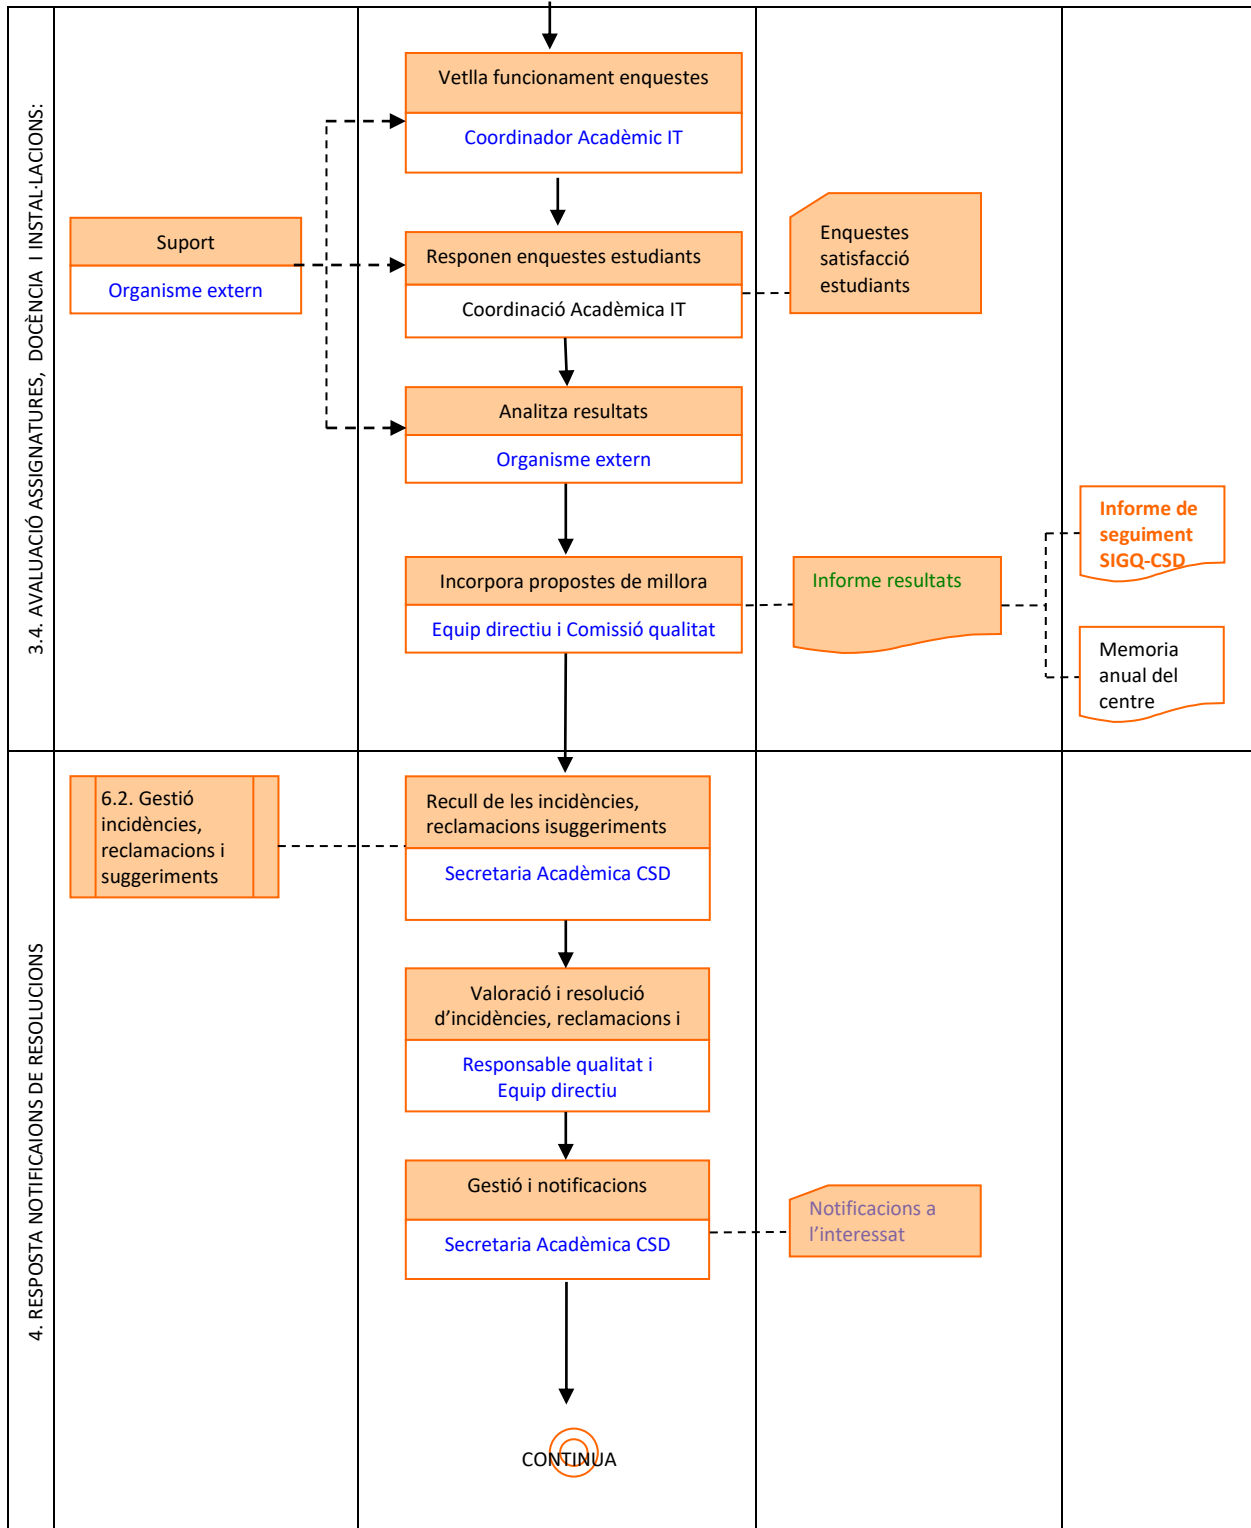 3.4. AVALUACIÓ ASSIGNATURES, DOCÈNCIA I INSTAL·LACIONS:
Vetlla funcionament enquestes
Coordinador Acadèmic IT
Suport
Organisme extern
Responen enquestes estudiants
Coordinació Acadèmica IT
Enquestes
satisfacció
estudiants
Analitza resultats
Organisme extern
Incorpora propostes de millora
Equip directiu i Comissió qualitat
Informe resultats
Informe de
seguiment
SIGQ-CSD
Memoria
anual del
centre
4. RESPOSTA NOTIFICAIONS DE RESOLUCIONS
6.2. Gestió
incidències,
reclamacions i
suggeriments
Recull de les incidències,
reclamacions isuggeriments
Secretaria Acadèmica CSD
Valoració i resolució
d’incidències, reclamacions i
Responsable qualitat i
Equip directiu
Gestió i notificacions
Secretaria Acadèmica CSD
Notificacions a
l’interessat
CONTINUA